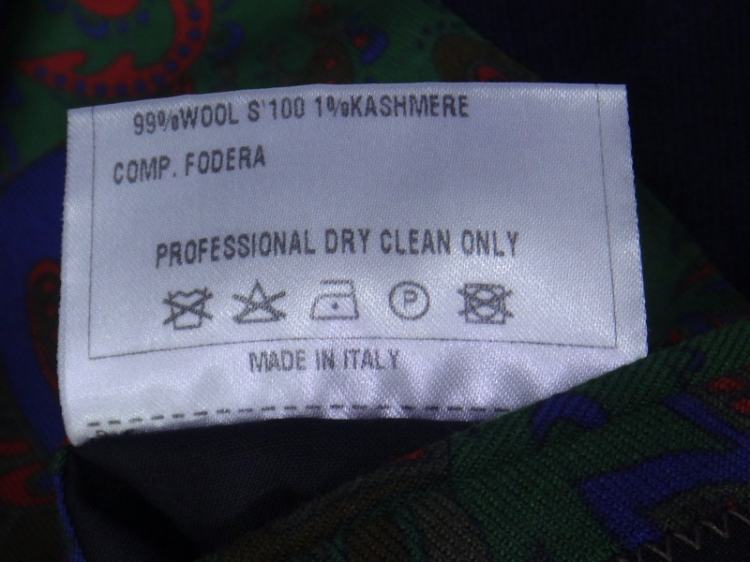 99%WOOL S'100 1%KASHMERE
COMP. FODERA
PROFESSIONAL DRY CLEAN ONLY
P
MADE IN ITALY